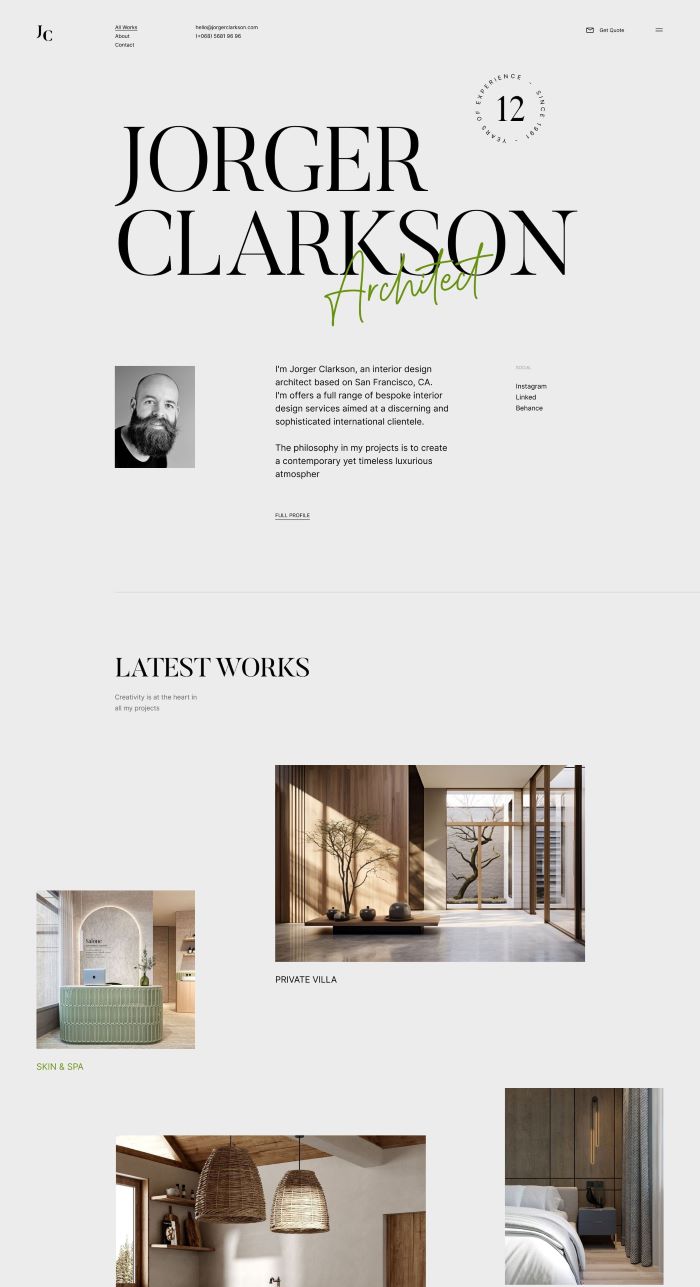 JC
All Works
About
Contact
hello@jorgerclarkson.com
(+068) 5681 96 96
Get Quote
YEARS OF EXPERIENCE - SINCE 1991 -
12
JORGER
CLARKSON
Architect
I'm Jorger Clarkson, an interior design
architect based on San Francisco, CA.
I'm offers a full range of bespoke interior
design services aimed at a discerning and
sophisticated international clientele.
The philosophy in my projects is to create
a contemporary yet timeless luxurious
atmospher
FULL PROFILE
SOCIAL
Instagram
Linked
Behance
LATEST WORKS
Creativity is at the heart in
all my projects
PRIVATE VILLA
SKIN & SPA